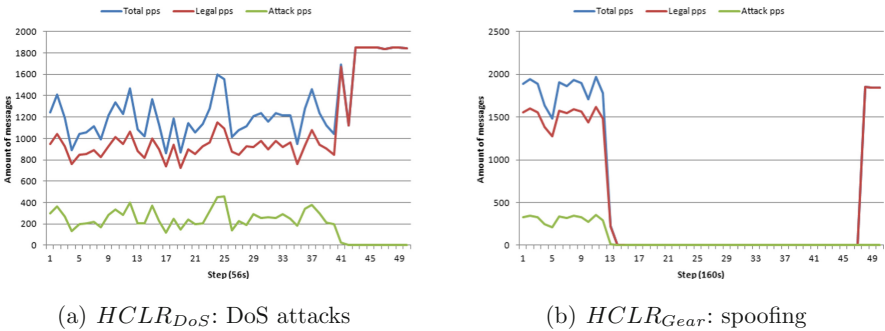 Total pps Legal pps Attack pps
Amount of messages
2000
1800
1600
1400
1200
1000
800
600
400
200
0
1 5 9 13 17 21 25 29 33 37 41 45 49
Step (56s)
(a) HCLR_DoS: DoS attacks
Total pps Legal pps Attack pps
Amount of messages
2500
2000
1500
1000
500
0
1 5 9 13 17 21 25 29 33 37 41 45 49
Step (160s)
(b) HCLR_Gear: spoofing